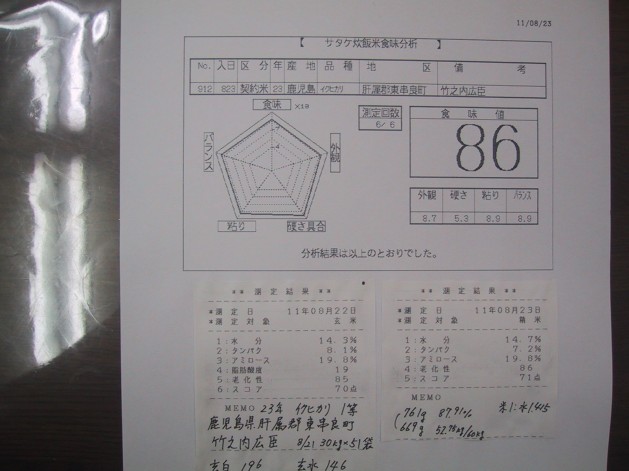 11/08/23
【 サタケ炊飯米食味分析 】
No. 入日 区分 年 産地 品種 地区 備考
912 823 契約米 23 鹿児島 イクヒカリ 肝属郡東串良町 竹之内広臣
食味 ×10
バランス
外観
粘り
硬さ具合
測定回数
6/6
食味値
86
外観 硬さ 粘り バランス
8.7 5.3 8.9 8.9
分析結果は以上のとおりでした。
** 測定結果 **
*測定日 11年08月22日
*測定対象 玄米
1:水分 14.3%
2:タンパク 8.1%
3:アミロース 19.8%
4:脂肪酸度 19
5:老化性 85
6:スコア 70点
MEMO 23年 イクヒカリ 1等
鹿児島県肝属郡東串良町
竹之内広臣 8/21 30kg×51袋
玄白 196 玄水 146
** 測定結果 **
*測定日 11年08月23日
*測定対象 精米
1:水分 14.7%
2:タンパク 7.2%
3:アミロース 19.8%
4:老化性 86
5:スコア 71点
MEMO
761g 87.91% 米1:水1.415
669g 52.78kg/60kg